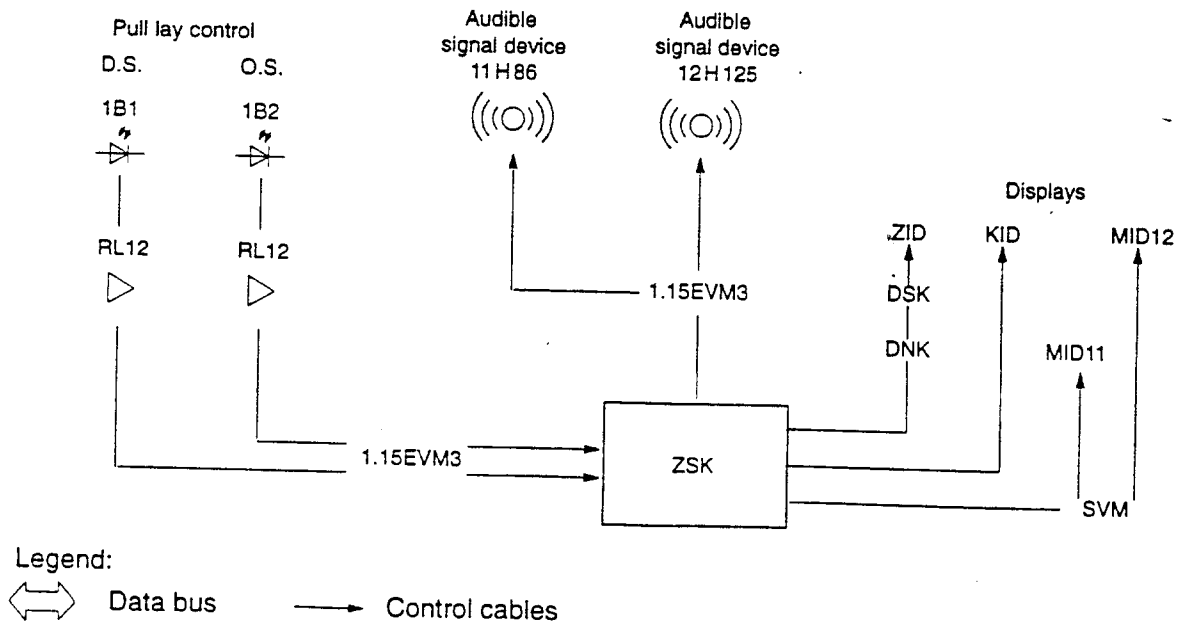 Pull lay control
D.S.
O.S.
1B1
1B2
RL12
RL12
Audible
signal device
11H86
Audible
signal device
12H125
1.15EVM3
Displays
ZID
KID
MID12
DSK
DNK
MID11
1.15EVM3
ZSK
SVM
Legend:
Data bus
Control cables